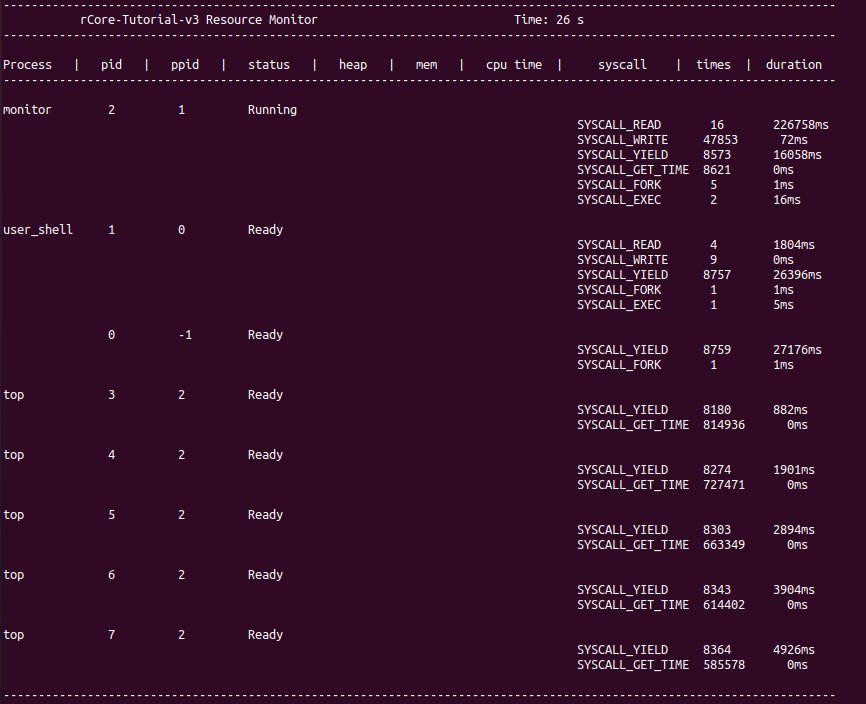 --------------------------------------------------------------------------------
rCore-Tutorial-v3 Resource Monitor Time: 26 s
--------------------------------------------------------------------------------
Process | pid | ppid | status | heap | mem | cpu time | syscall | times | duration
--------------------------------------------------------------------------------
monitor 2 1 Running
SYSCALL_READ 16 226758ms
SYSCALL_WRITE 47853 72ms
SYSCALL_YIELD 8573 16058ms
SYSCALL_GET_TIME 8621 0ms
SYSCALL_FORK 5 1ms
SYSCALL_EXEC 2 16ms
user_shell 1 0 Ready
SYSCALL_READ 4 1804ms
SYSCALL_WRITE 9 0ms
SYSCALL_YIELD 8757 26396ms
SYSCALL_FORK 1 1ms
SYSCALL_EXEC 1 5ms
0 -1 Ready
SYSCALL_YIELD 8759 27176ms
SYSCALL_FORK 1 1ms
top 3 2 Ready
SYSCALL_YIELD 8180 882ms
SYSCALL_GET_TIME 814936 0ms
top 4 2 Ready
SYSCALL_YIELD 8274 1901ms
SYSCALL_GET_TIME 727471 0ms
top 5 2 Ready
SYSCALL_YIELD 8303 2894ms
SYSCALL_GET_TIME 663349 0ms
top 6 2 Ready
SYSCALL_YIELD 8343 3904ms
SYSCALL_GET_TIME 614402 0ms
top 7 2 Ready
SYSCALL_YIELD 8364 4926ms
SYSCALL_GET_TIME 585578 0ms
--------------------------------------------------------------------------------